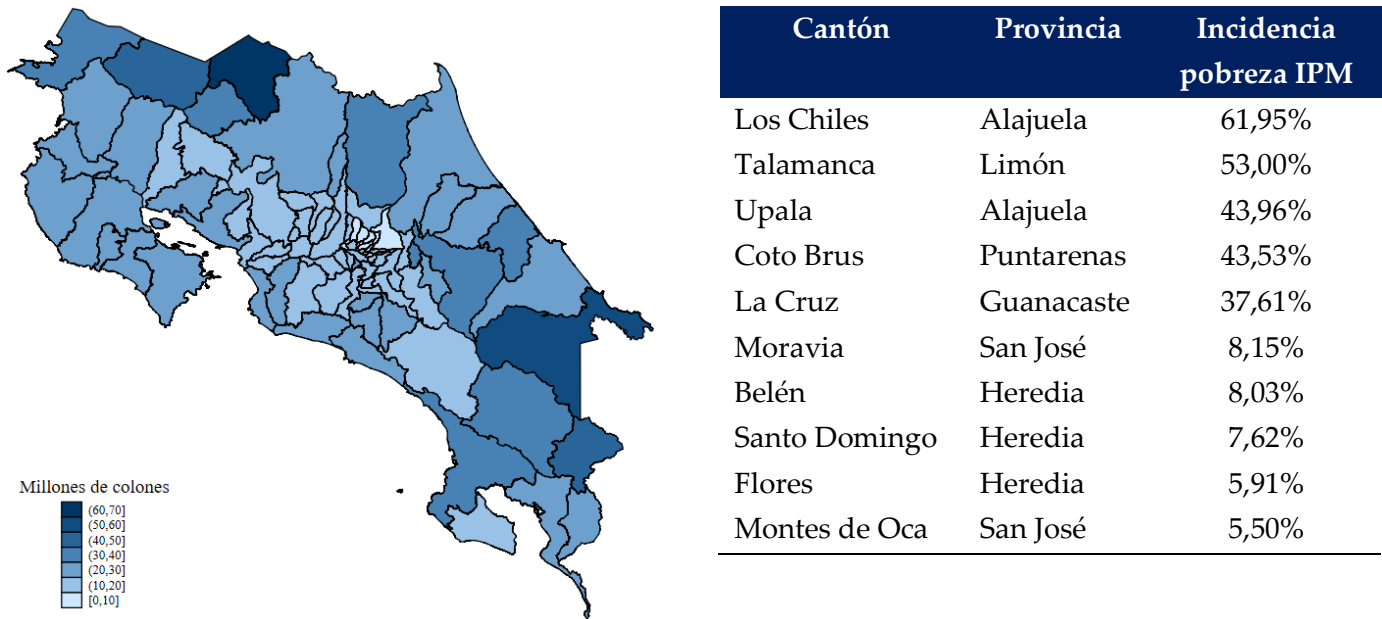 Millones de colones
(60,70]
(50,60]
(40,50]
(30,40]
(20,30]
(10,20]
[0,10]
Cantón Provincia Incidencia
pobreza IPM
Los Chiles Alajuela 61,95%
Talamanca Limón 53,00%
Upala Alajuela 43,96%
Coto Brus Puntarenas 43,53%
La Cruz Guanacaste 37,61%
Moravia San José 8,15%
Belén Heredia 8,03%
Santo Domingo Heredia 7,62%
Flores Heredia 5,91%
Montes de Oca San José 5,50%